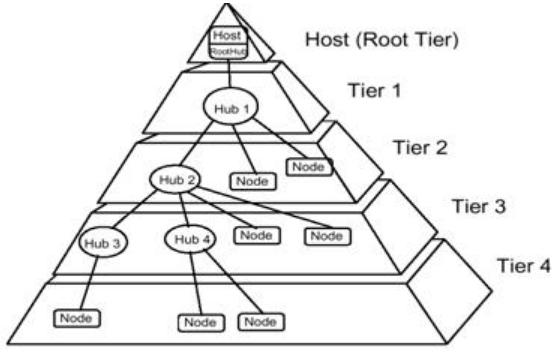 Host
RootHub
Host (Root Tier)
Hub 1
Tier 1
Hub 2
Node
Node
Tier 2
Hub 3
Hub 4
Node
Node
Tier 3
Node
Node
Node
Tier 4